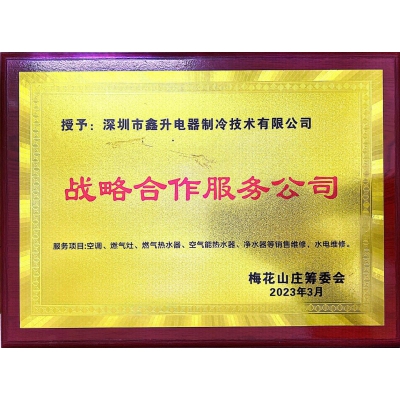 授予：深圳市鑫升电器制冷技术有限公司
战略合作服务公司
服务项目:空调、燃气灶、燃气热水器、空气能热水器、净水器等销售维修，水电维修。
梅花山庄筹委会
2023年3月